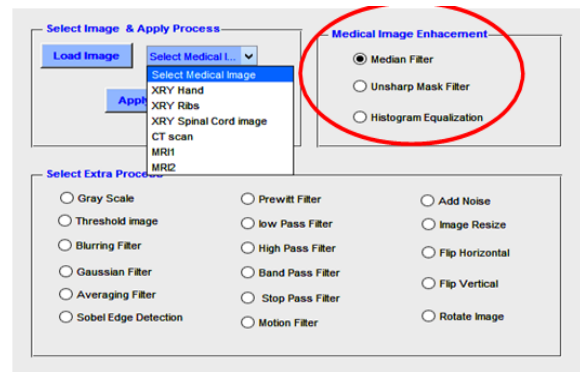 Select Image & Apply Process
Load Image
Select Medical I...
Select Medical Image
XRY Hand
XRY Ribs
XRY Spinal Cord image
CT scan
MRI1
MRI2
Medical Image Enhacement
Median Filter
Unsharp Mask Filter
Histogram Equalization
Select Extra
Gray Scale
Threshold image
Blurring Filter
Gaussian Filter
Averaging Filter
Sobel Edge Detection
Prewitt Filter
low Pass Filter
High Pass Filter
Band Pass Filter
Stop Pass Filter
Motion Filter
Add Noise
Image Resize
Flip Horizontal
Flip Vertical
Rotate Image